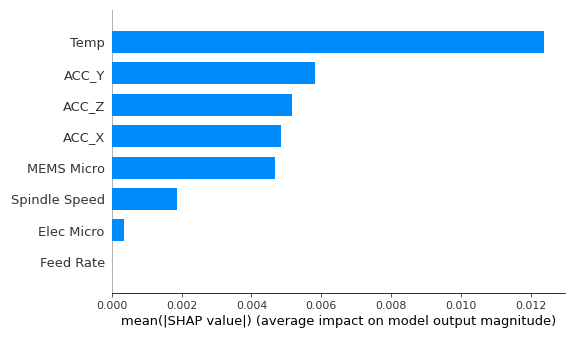 Temp
ACC_Y
ACC_Z
ACC_X
MEMS Micro
Spindle Speed
Elec Micro
Feed Rate
0.000 0.002 0.004 0.006 0.008 0.010 0.012
mean(|SHAP value|) (average impact on model output magnitude)